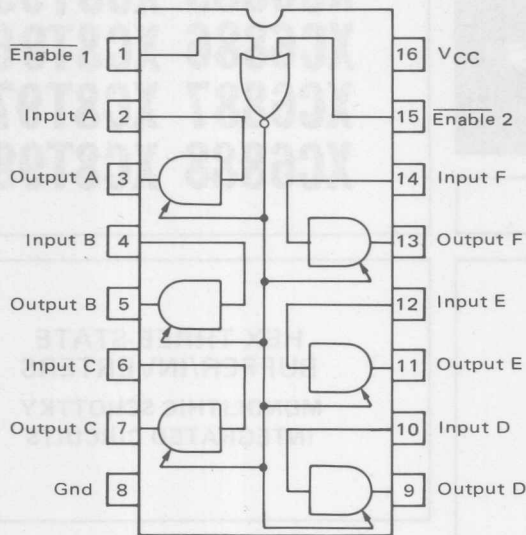 Enable 1 1 16 VCC
Input A 2 15 Enable 2
Output A 3 14 Input F
Input B 4 13 Output F
Output B 5 12 Input E
Input C 6 11 Output E
Output C 7 10 Input D
Gnd 8 9 Output D